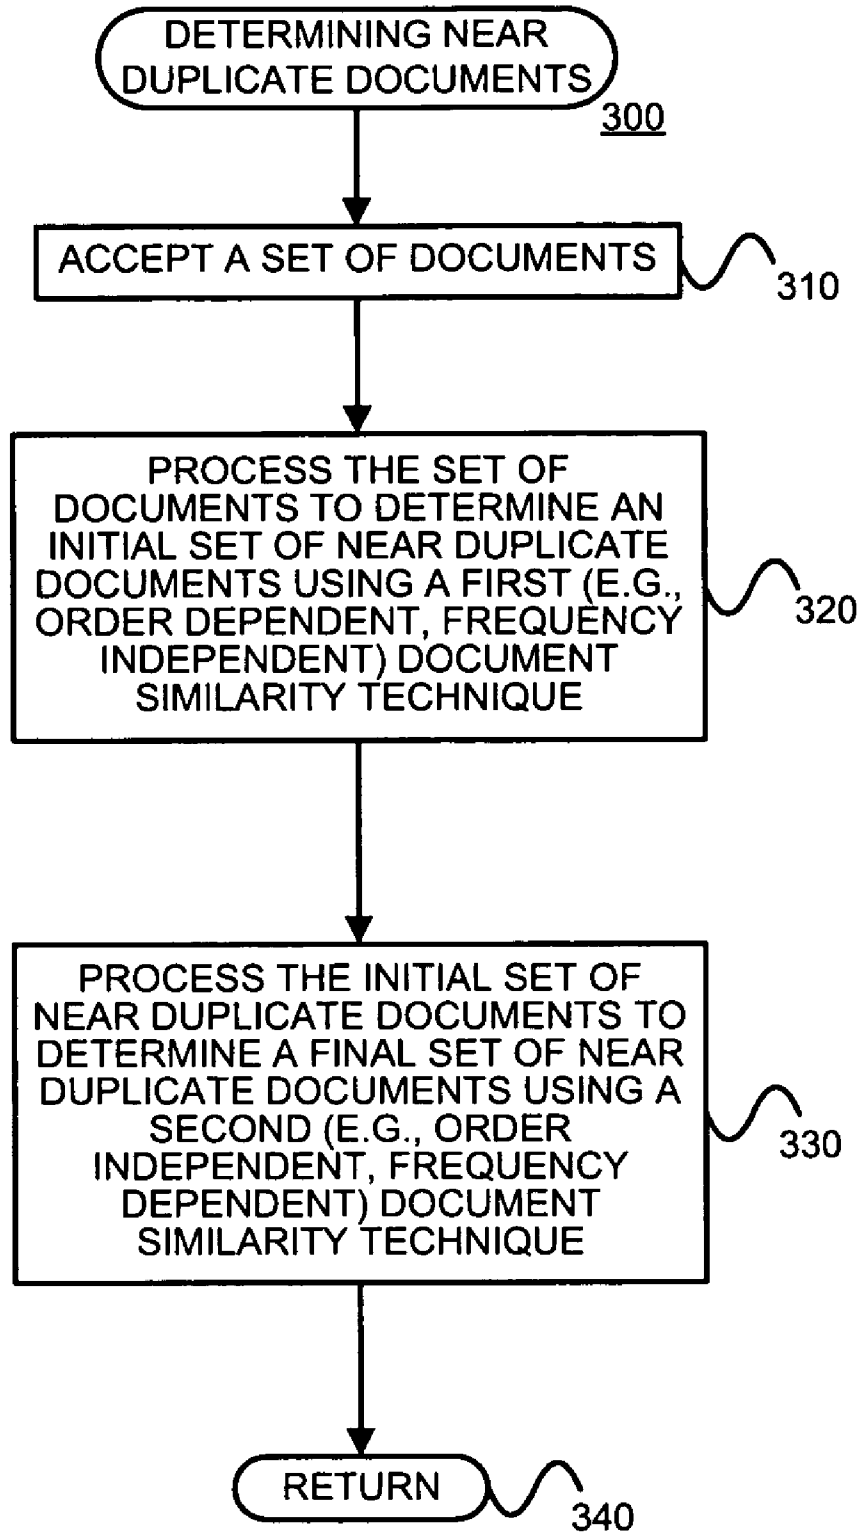 DETERMINING NEAR
DUPLICATE DOCUMENTS
300
ACCEPT A SET OF DOCUMENTS
310
PROCESS THE SET OF
DOCUMENTS TO DETERMINE AN
INITIAL SET OF NEAR DUPLICATE
DOCUMENTS USING A FIRST (E.G.,
ORDER DEPENDENT, FREQUENCY
INDEPENDENT) DOCUMENT
SIMILARITY TECHNIQUE
320
PROCESS THE INITIAL SET OF
NEAR DUPLICATE DOCUMENTS TO
DETERMINE A FINAL SET OF NEAR
DUPLICATE DOCUMENTS USING A
SECOND (E.G., ORDER
INDEPENDENT, FREQUENCY
DEPENDENT) DOCUMENT
SIMILARITY TECHNIQUE
330
RETURN
340